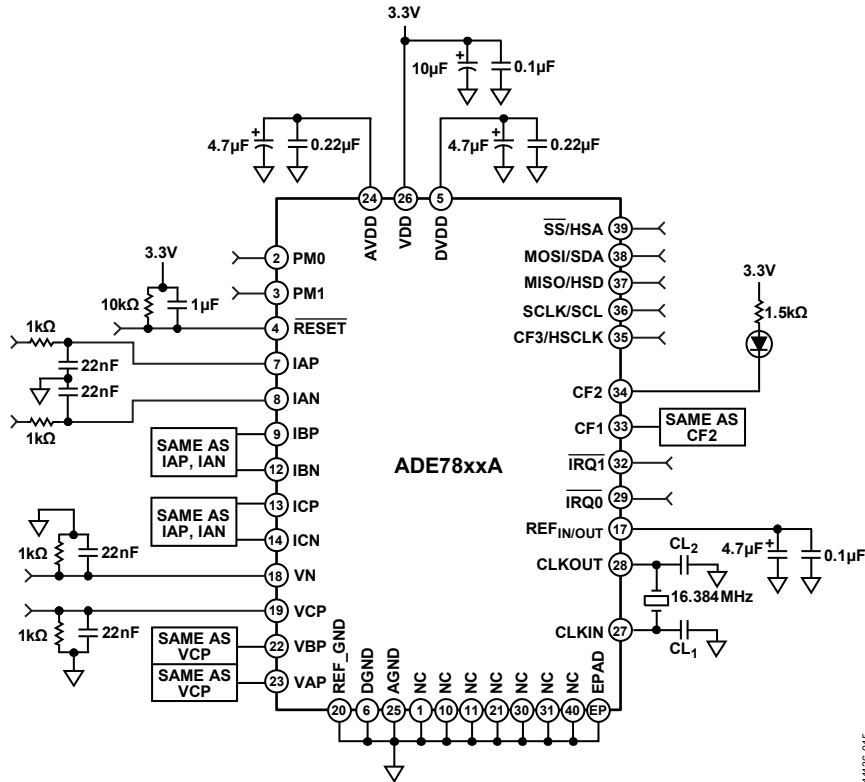 3.3V
10µF
+
0.1µF
4.7µF
+
0.22µF
4.7µF
+
0.22µF
24
26
5
AVDD
VDD
DVDD
3.3V
10kΩ
1µF
2
PM0
3
PM1
4
RESET
1kΩ
7
IAP
22nF
22nF
8
IAN
1kΩ
SAME AS
IAP, IAN
9
IBP
12
IBN
SAME AS
IAP, IAN
13
ICP
14
ICN
1kΩ
22nF
18
VN
19
VCP
1kΩ
22nF
SAME AS
VCP
22
VBP
SAME AS
VCP
23
VAP
ADE78xxA
SS/HSA
39
MOSI/SDA
38
MISO/HSD
37
SCLK/SCL
36
CF3/HSCLK
35
3.3V
1.5kΩ
CF2
34
CF1
33
SAME AS
CF2
IRQ1
32
IRQ0
29
REFIN/OUT
17
4.7µF
+
0.1µF
CLKOUT
28
CL2
16.384MHz
CLKIN
27
CL1
REF_GND
DGND
AGND
NC
NC
NC
NC
NC
NC
NC
EPAD
20
6
25
1
10
11
21
30
31
40
EP